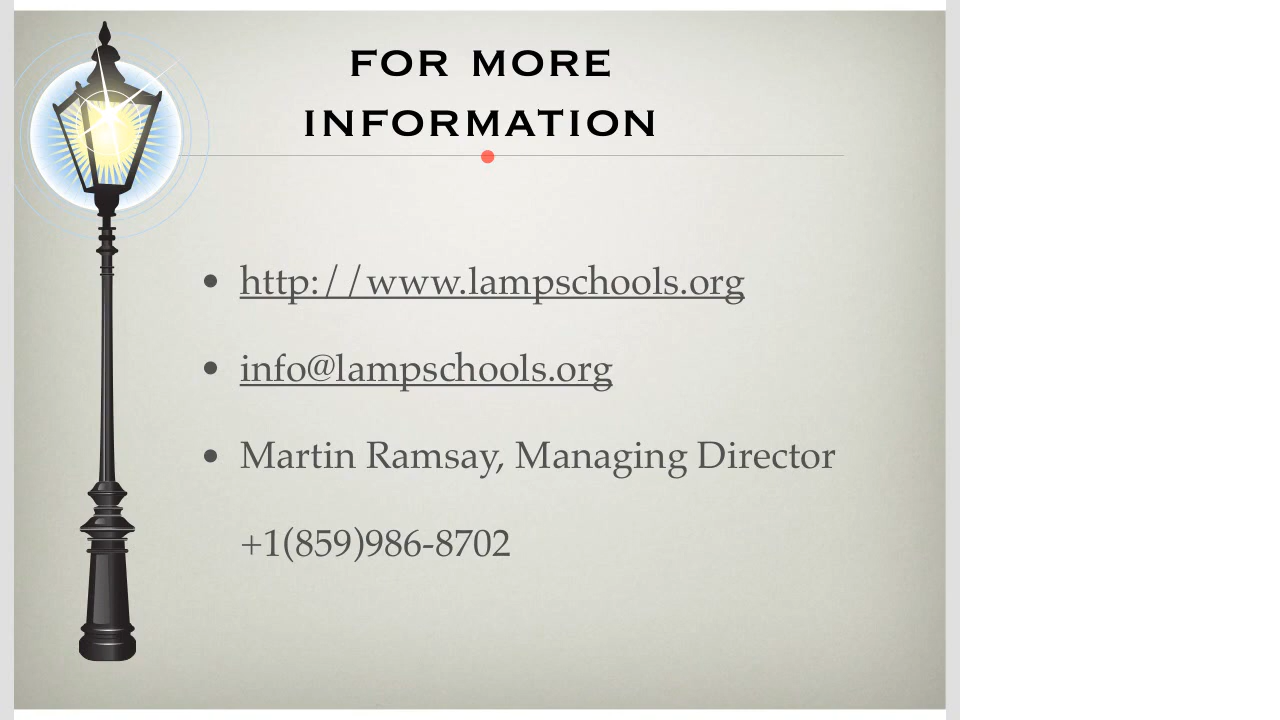 FOR MORE
INFORMATION
• http://www.lampschools.org
• info@lampschools.org
• Martin Ramsay, Managing Director
+1(859)986-8702